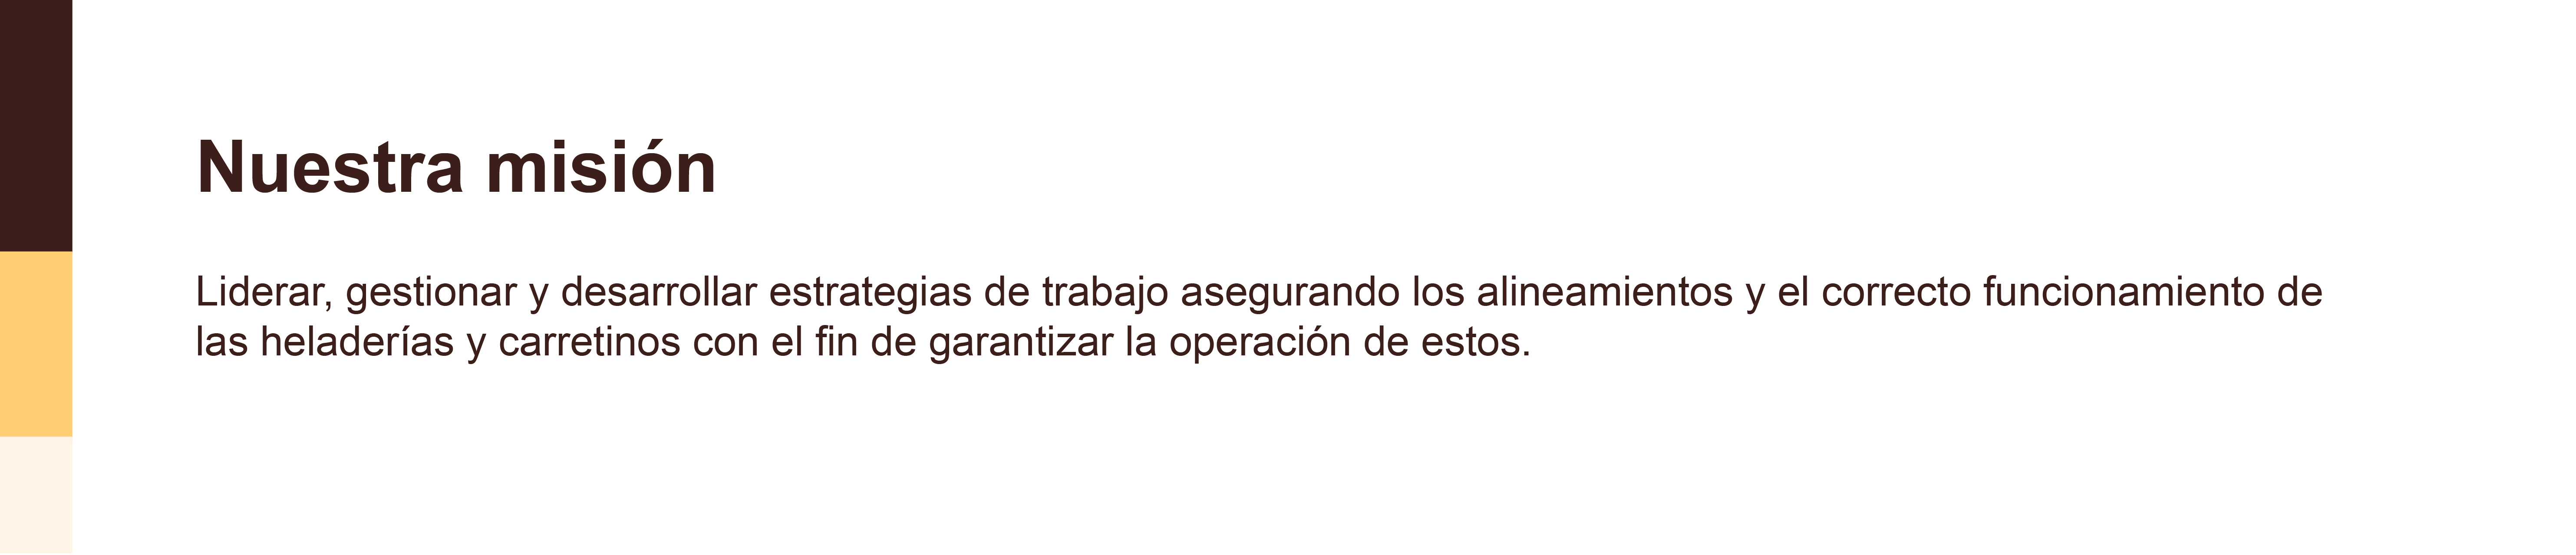 Nuestra misión
Liderar, gestionar y desarrollar estrategias de trabajo asegurando los alineamientos y el correcto funcionamiento de
las heladerías y carretinos con el fin de garantizar la operación de estos.